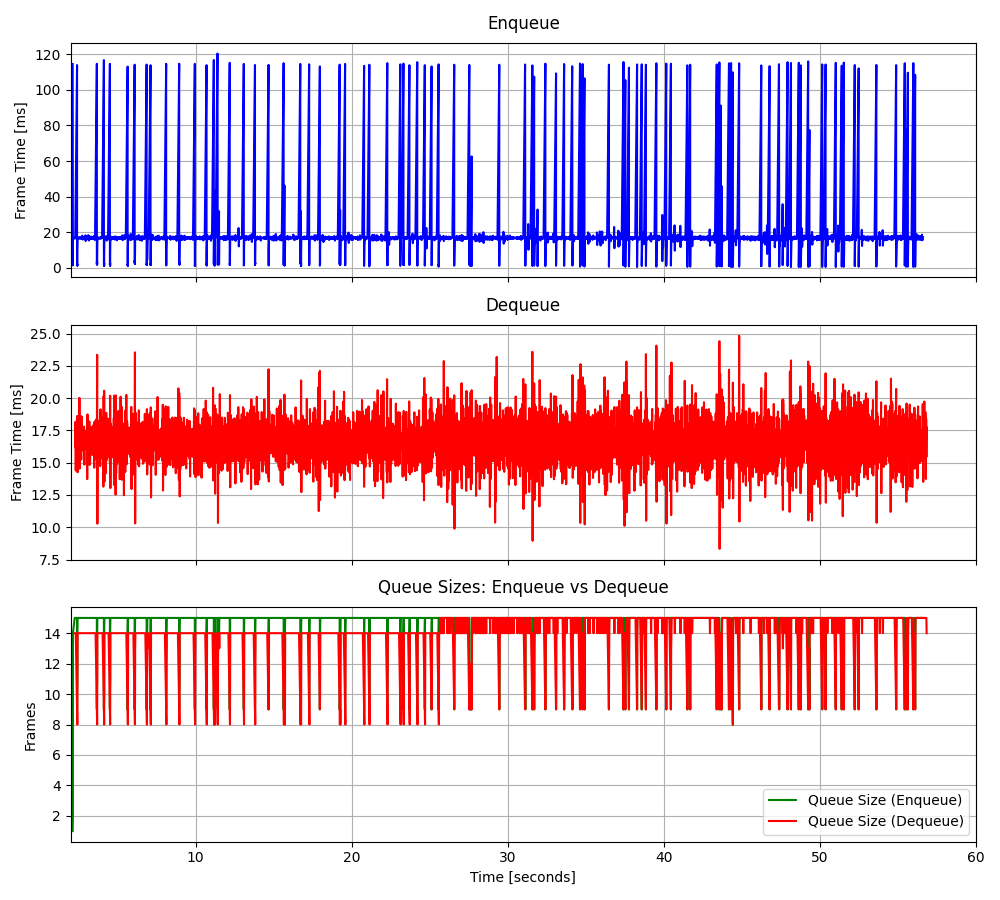 Enqueue
120
100
80
60
40
20
0
Frame Time [ms]
Dequeue
25.0
22.5
20.0
17.5
15.0
12.5
10.0
7.5
Frame Time [ms]
Queue Sizes: Enqueue vs Dequeue
14
12
10
8
6
4
2
Frames
Queue Size (Enqueue)
Queue Size (Dequeue)
10 20 30 40 50 60
Time [seconds]